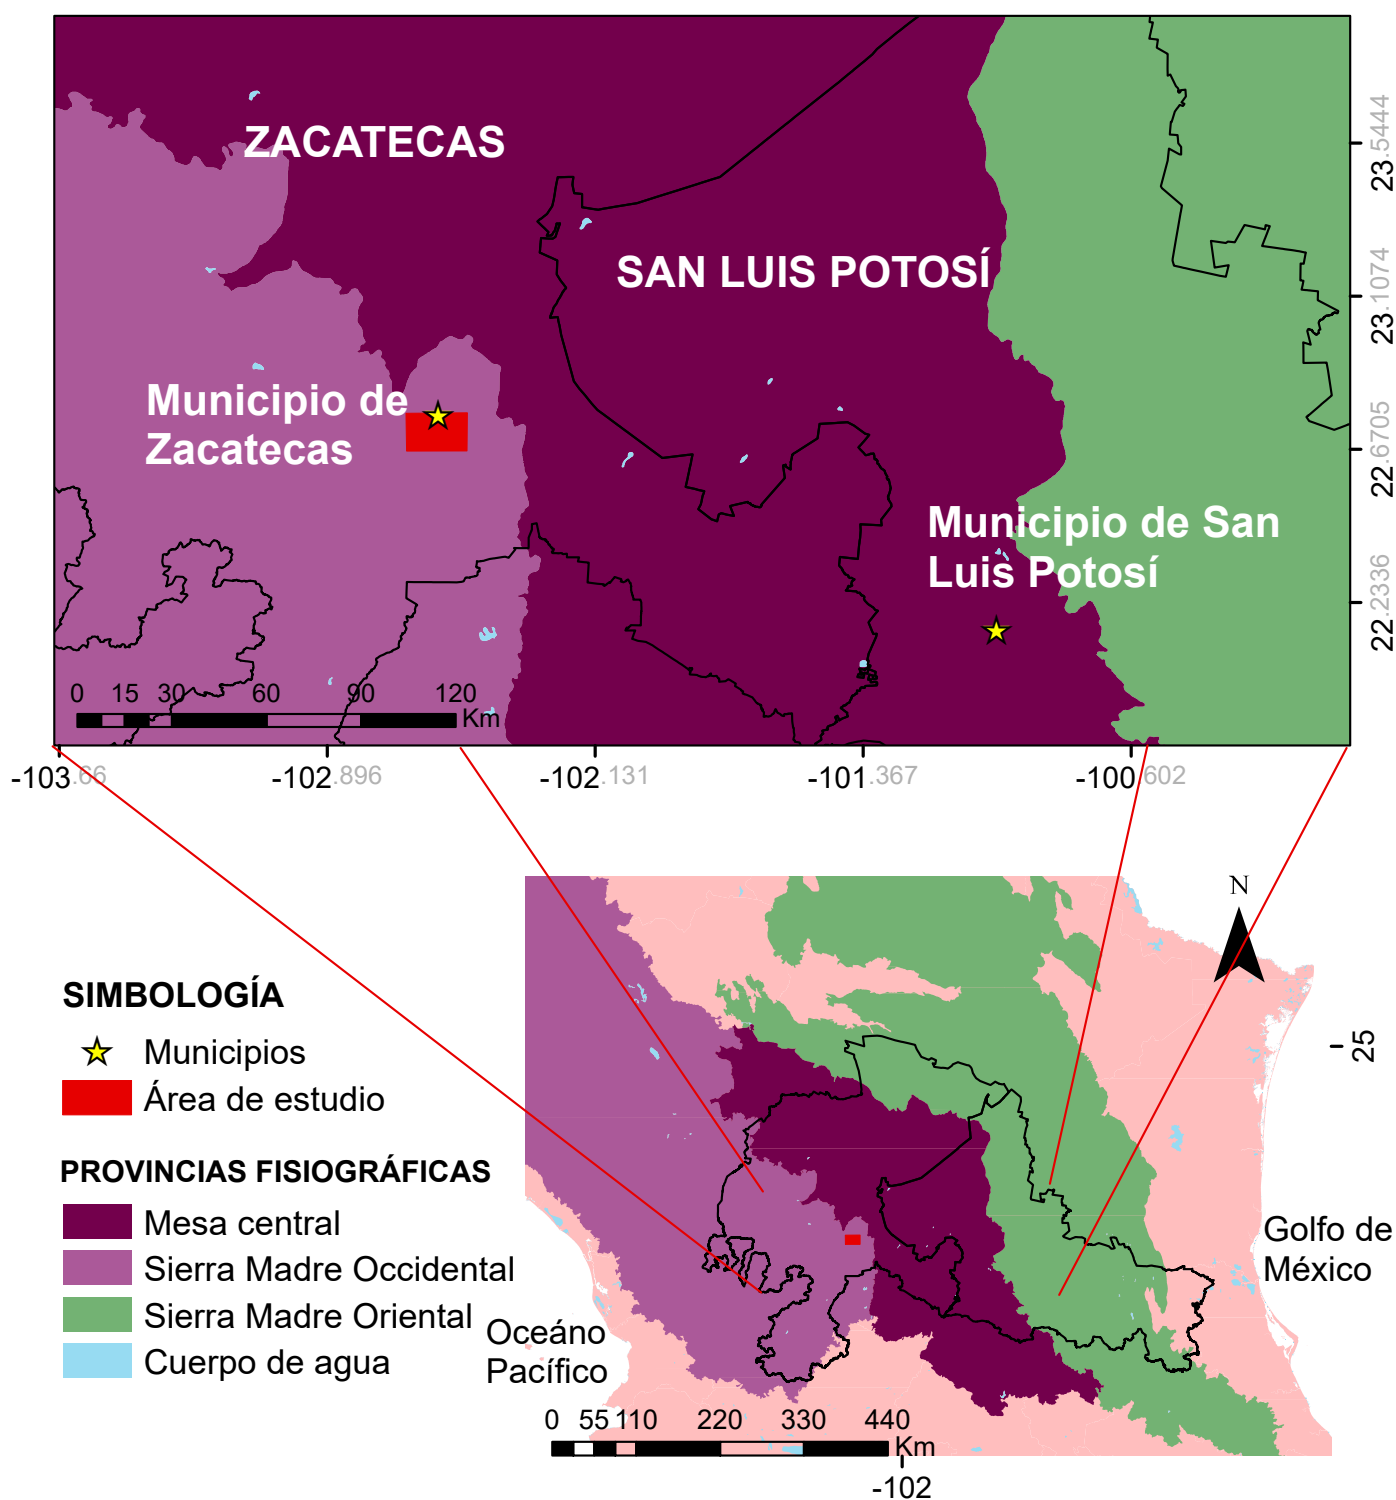 ZACATECAS
SAN LUIS POTOSÍ
Municipio de
Zacatecas
Municipio de San
Luis Potosí
23.5444
23.1074
22.6705
22.2336
0 15 30 60 90 120
Km
-103.66 -102.896 -102.131 -101.367 -100.602
N
SIMBOLOGÍA
Municipios
Área de estudio
PROVINCIAS FISIOGRÁFICAS
Mesa central
Sierra Madre Occidental
Sierra Madre Oriental
Cuerpo de agua
25
Golfo de
México
Oceáno
Pacífico
0 55 110 220 330 440
Km
-102